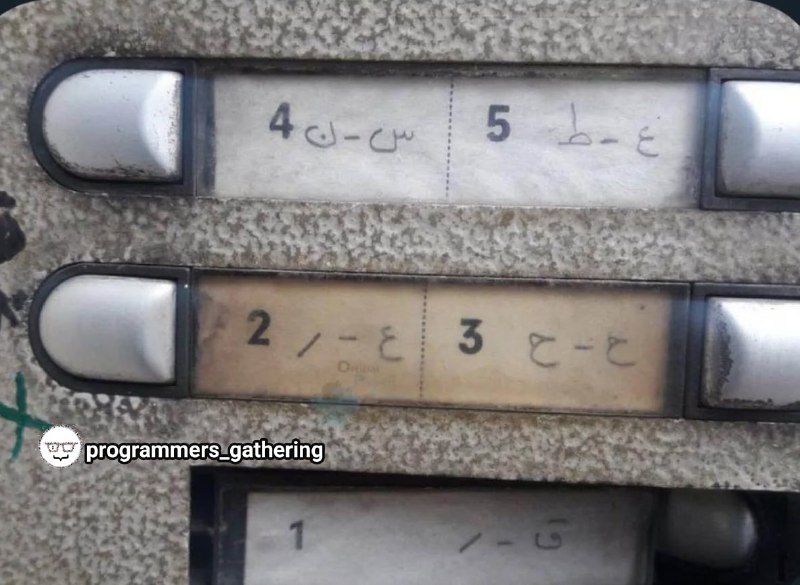 4 س-ن 5 ع-ط
2 ع-ر 3 ح-ح
programmers_gathering
1 ق-ر